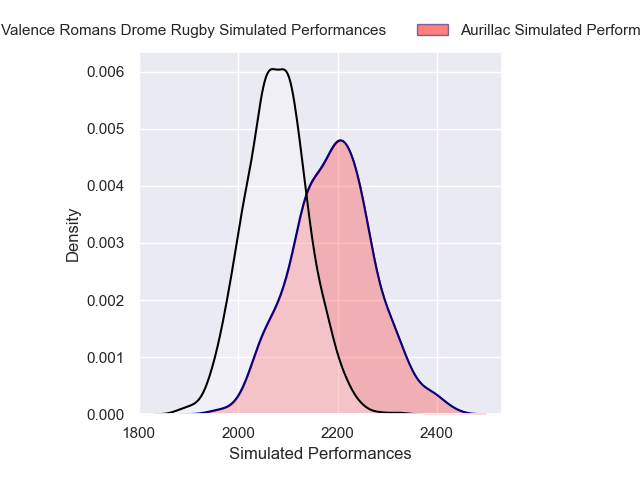 Valence Romans Drome Rugby Simulated Performances
Aurillac Simulated Perform
0.006
0.005
0.004
0.003
0.002
0.001
0.000
Density
1800 2000 2200 2400
Simulated Performances